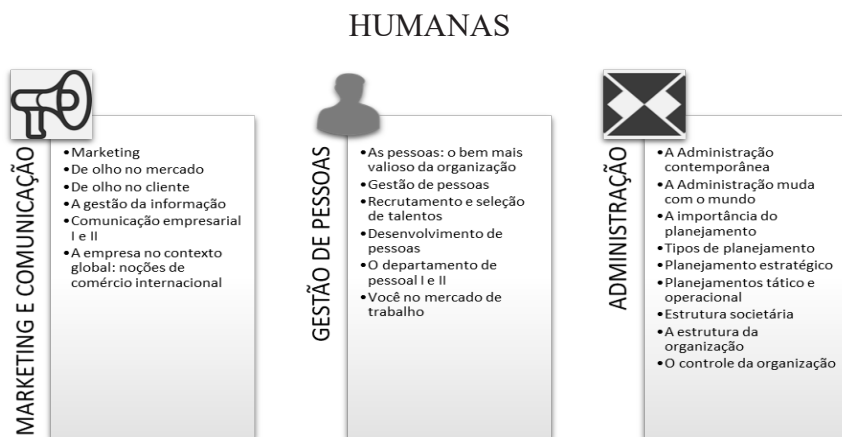 HUMANAS
MARKETING E COMUNICAÇÃO
•Marketing
•De olho no mercado
•De olho no cliente
•A gestão da informação
•Comunicação empresarial
I e II
•A empresa no contexto
global: noções de
comércio internacional
GESTÃO DE PESSOAS
•As pessoas: o bem mais
valioso da organização
•Gestão de pessoas
•Recrutamento e seleção
de talentos
•Desenvolvimento de
pessoas
•O departamento de
pessoal I e II
•Você no mercado de
trabalho
ADMINISTRAÇÃO
•A Administração
contemporânea
•A Administração muda
com o mundo
•A importância do
planejamento
•Tipos de planejamento
•Planejamento estratégico
•Planejamentos tático e
operacional
•Estrutura societária
•A estrutura da
organização
•O controle da organização